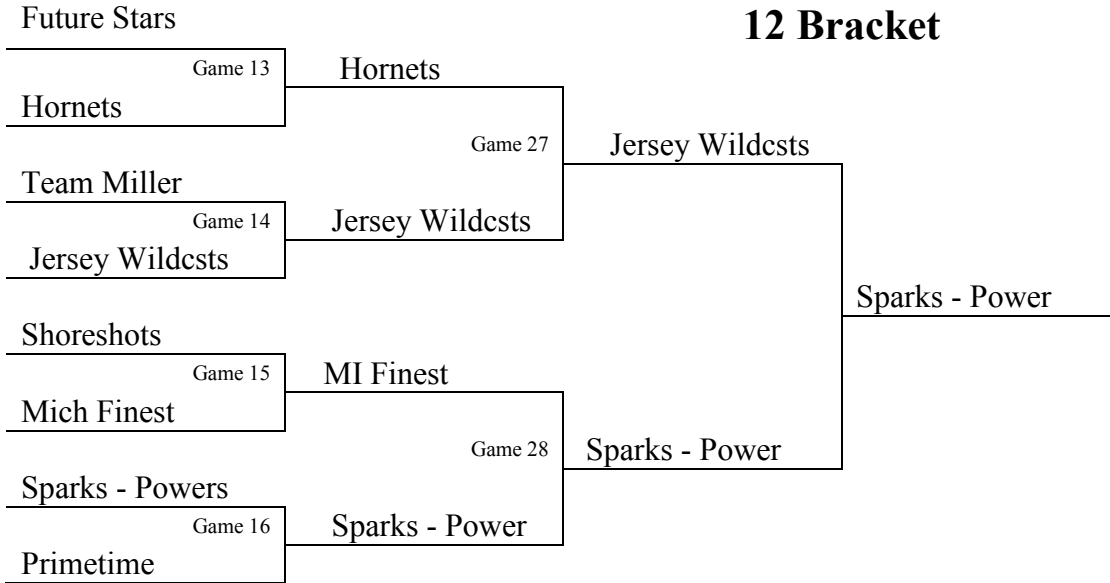 Future Stars
12 Bracket
Game 13
Hornets
Hornets
Game 27
Jersey Wildcsts
Team Miller
Game 14
Jersey Wildcsts
Jersey Wildcsts
Sparks - Power
Shoreshots
Game 15
MI Finest
Mich Finest
Game 28
Sparks - Power
Sparks - Powers
Game 16
Sparks - Power
Primetime